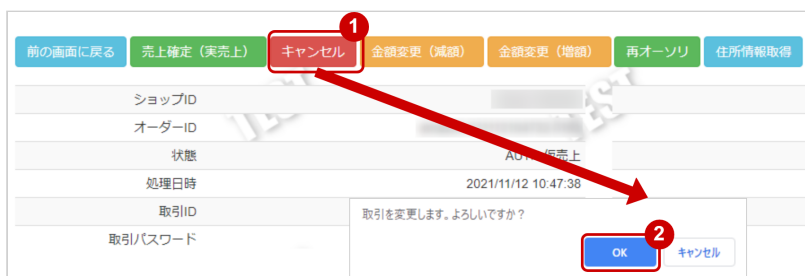 1
前の画面に戻る 売上確定（実売上） キャンセル 金額変更（減額） 金額変更（増額） 再オーソリ 住所情報取得
ショップID
オーダーID
状態 仮売上
処理日時 2021/11/12 10:47:38
取引ID
取引パスワード
TEST
TEST
取引を変更します。よろしいですか？
2
OK キャンセル